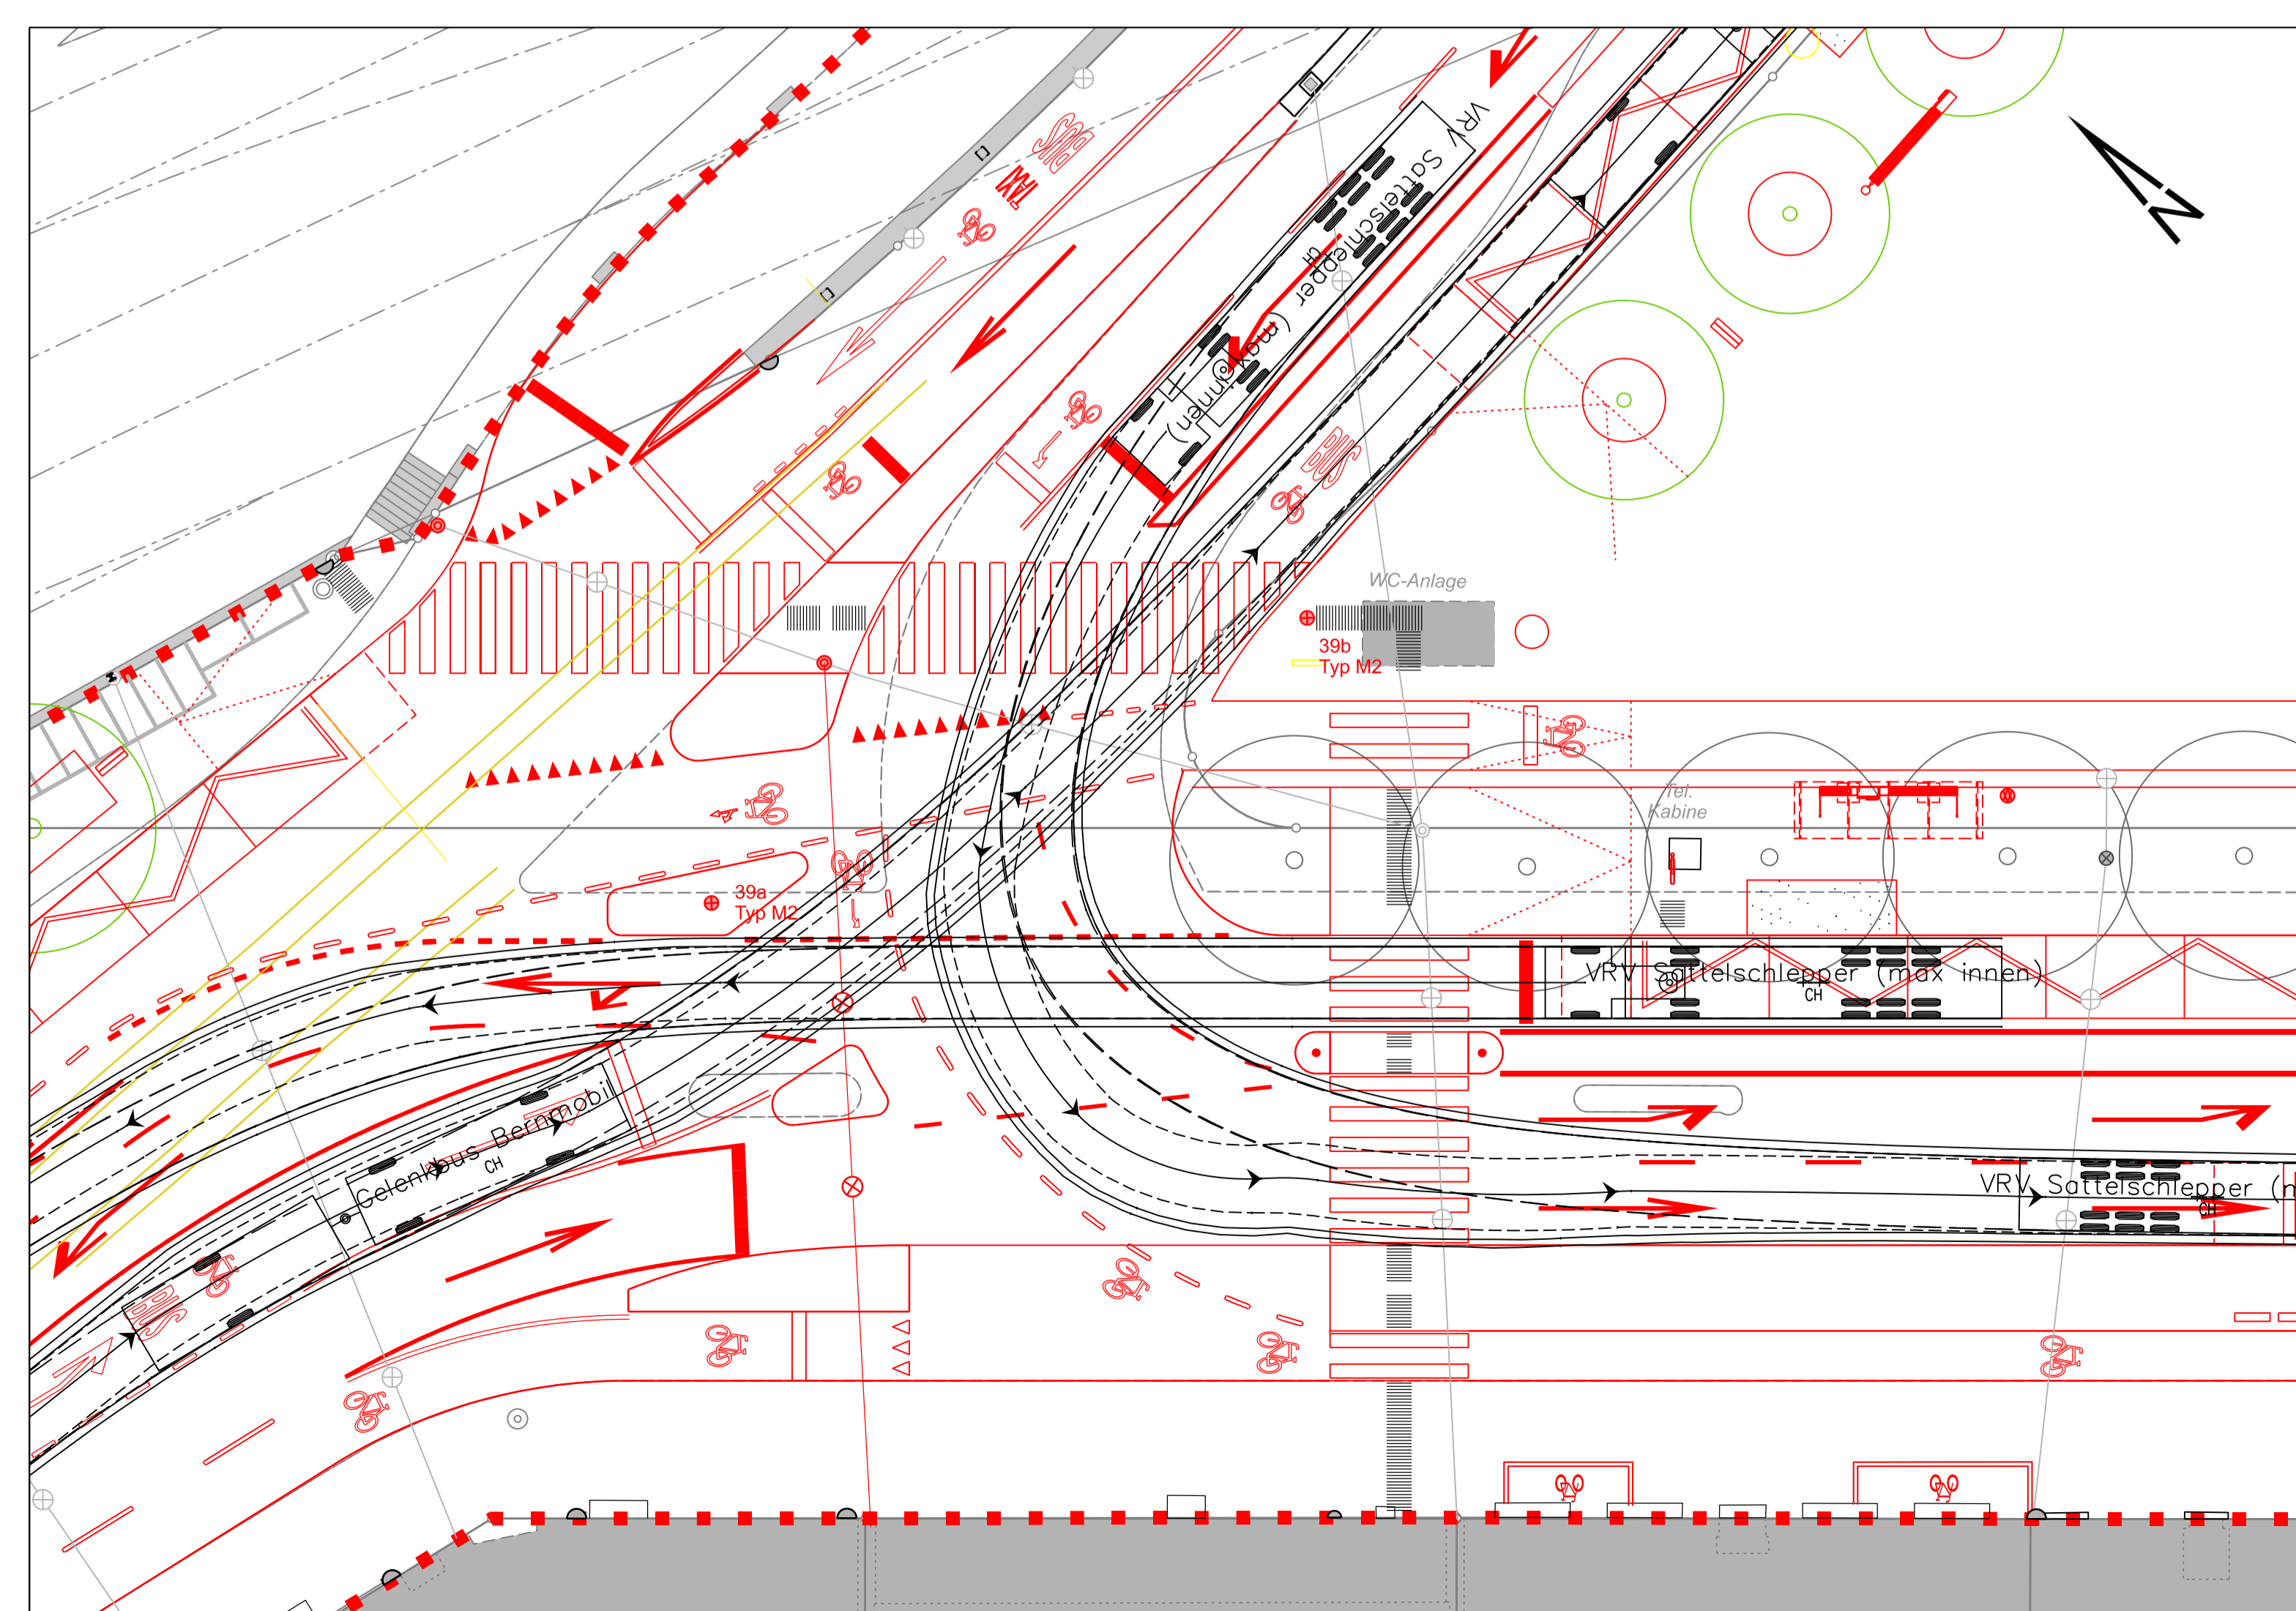 BUS
TAXI
VRV Sattelschlepper (max innen)
CH
BUS
WC-Anlage
39b
Typ M2
Tel.
Kabine
39a
Typ M2
VRV Sattelschlepper (max innen)
CH
Gelenkbus Bernmobil
CH
VRV Sattelschlepper (m
CH
BUS